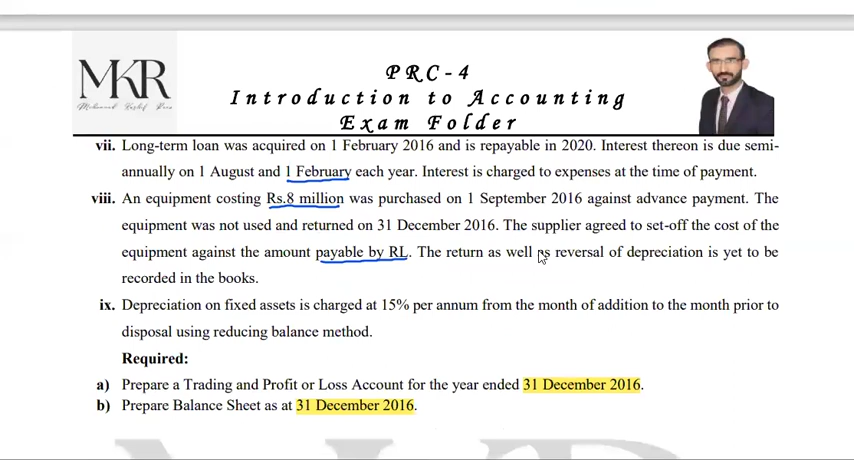 MKR
PRC-4
Introduction to Accounting
Exam Folder
vii. Long-term loan was acquired on 1 February 2016 and is repayable in 2020. Interest thereon is due semi-
annually on 1 August and 1 February each year. Interest is charged to expenses at the time of payment.
viii. An equipment costing Rs.8 million was purchased on 1 September 2016 against advance payment. The
equipment was not used and returned on 31 December 2016. The supplier agreed to set-off the cost of the
equipment against the amount payable by RL. The return as well as reversal of depreciation is yet to be
recorded in the books.
ix. Depreciation on fixed assets is charged at 15% per annum from the month of addition to the month prior to
disposal using reducing balance method.
Required:
a) Prepare a Trading and Profit or Loss Account for the year ended 31 December 2016.
b) Prepare Balance Sheet as at 31 December 2016.